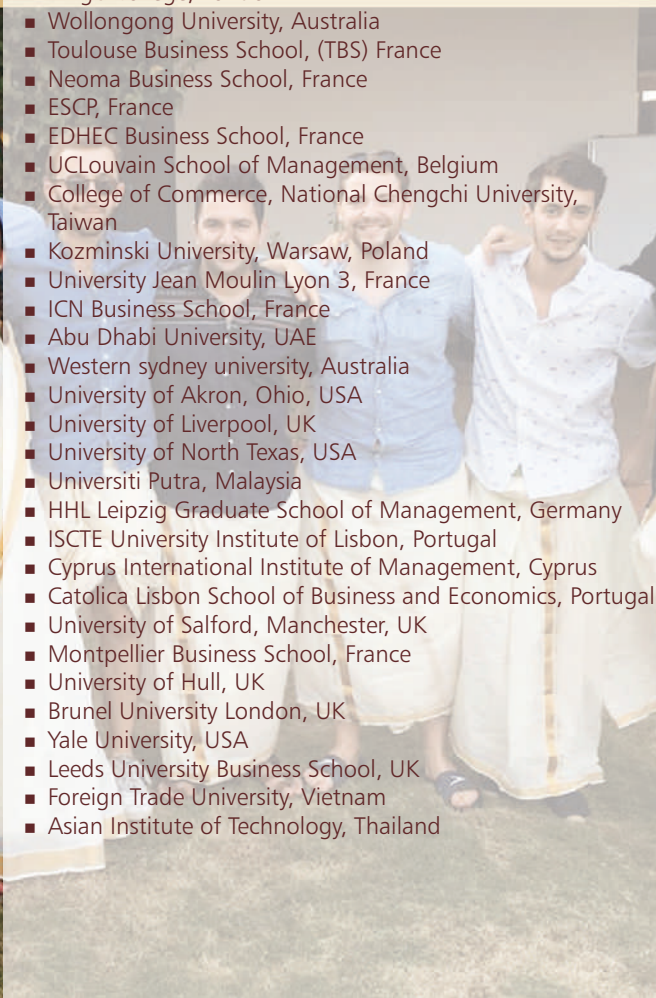 ■ Wollongong University, Australia
■ Toulouse Business School, (TBS) France
■ Neoma Business School, France
■ ESCP, France
■ EDHEC Business School, France
■ UCLouvain School of Management, Belgium
■ College of Commerce, National Chengchi University,
Taiwan
■ Kozminski University, Warsaw, Poland
■ University Jean Moulin Lyon 3, France
■ ICN Business School, France
■ Abu Dhabi University, UAE
■ Western sydney university, Australia
■ University of Akron, Ohio, USA
■ University of Liverpool, UK
■ University of North Texas, USA
■ Universiti Putra, Malaysia
■ HHL Leipzig Graduate School of Management, Germany
■ ISCTE University Institute of Lisbon, Portugal
■ Cyprus International Institute of Management, Cyprus
■ Catolica Lisbon School of Business and Economics, Portugal
■ University of Salford, Manchester, UK
■ Montpellier Business School, France
■ University of Hull, UK
■ Brunel University London, UK
■ Yale University, USA
■ Leeds University Business School, UK
■ Foreign Trade University, Vietnam
■ Asian Institute of Technology, Thailand